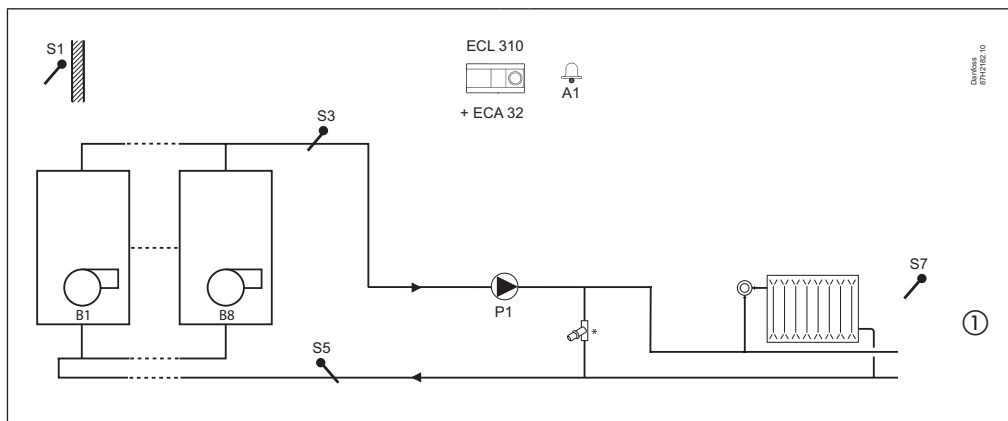 S1
ECL 310
+ ECA 32
A1
Danfoss
87H2182.10
S3
B1
B8
S5
P1
*
S7
1